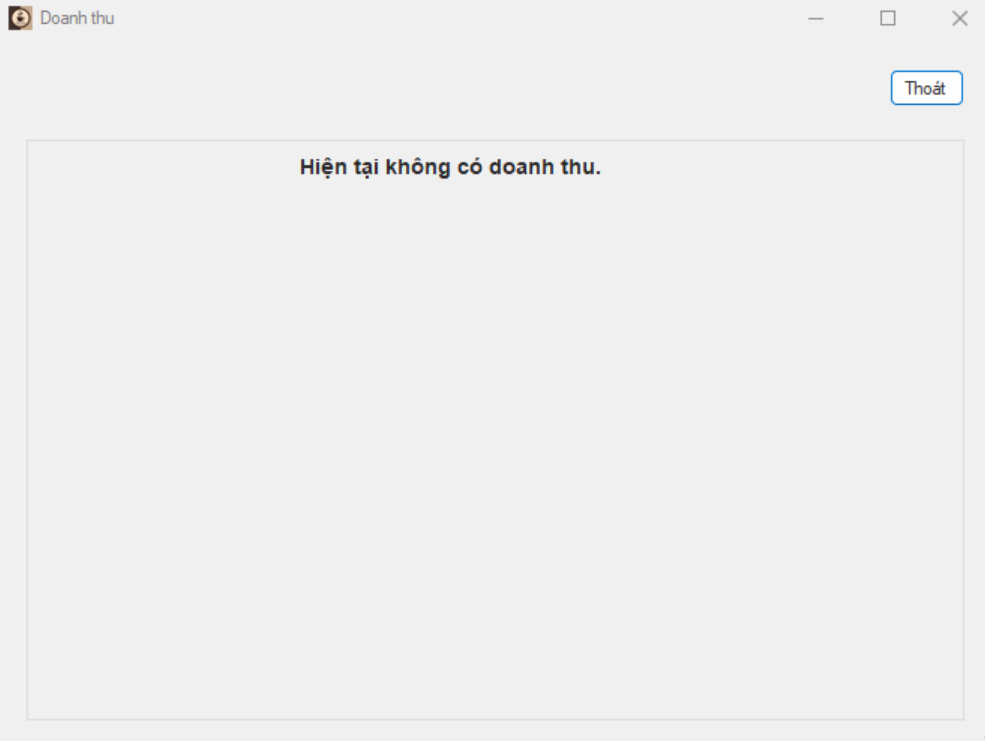 Doanh thu
Thoát
Hiện tại không có doanh thu.